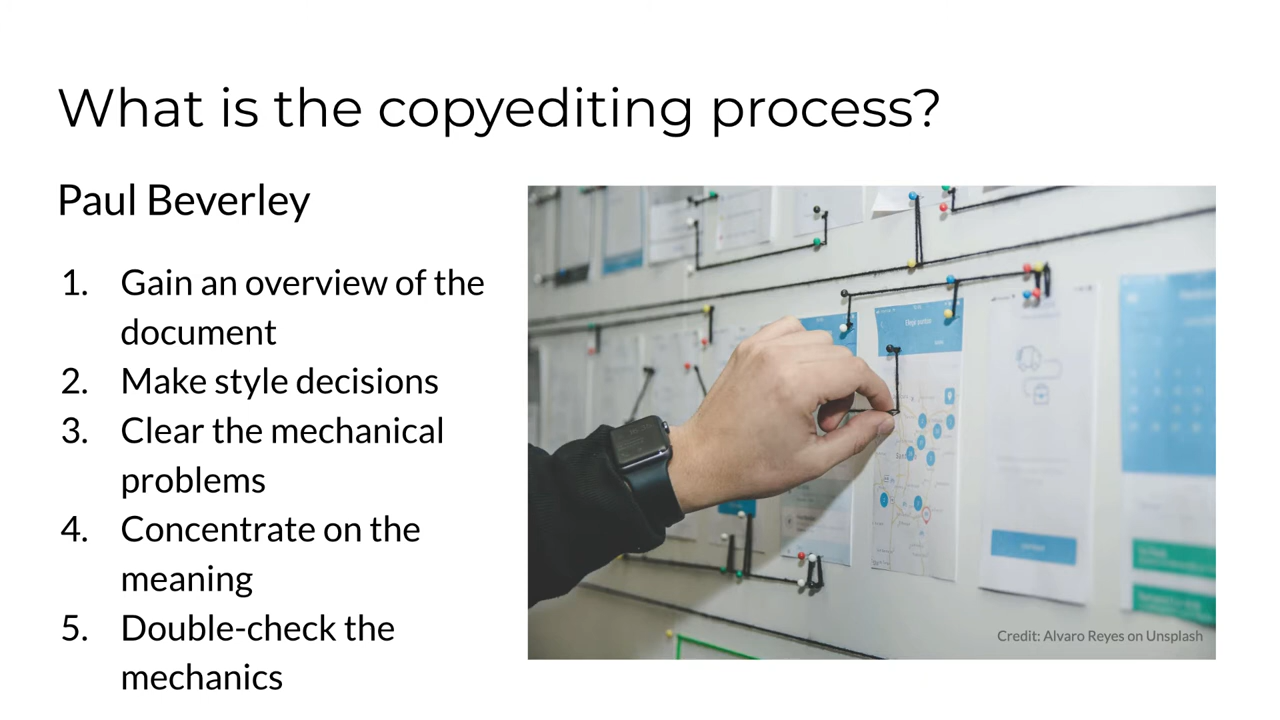 What is the copyediting process?
Paul Beverley
1. Gain an overview of the
document
2. Make style decisions
3. Clear the mechanical
problems
4. Concentrate on the
meaning
5. Double-check the
mechanics
Credit: Alvaro Reyes on Unsplash